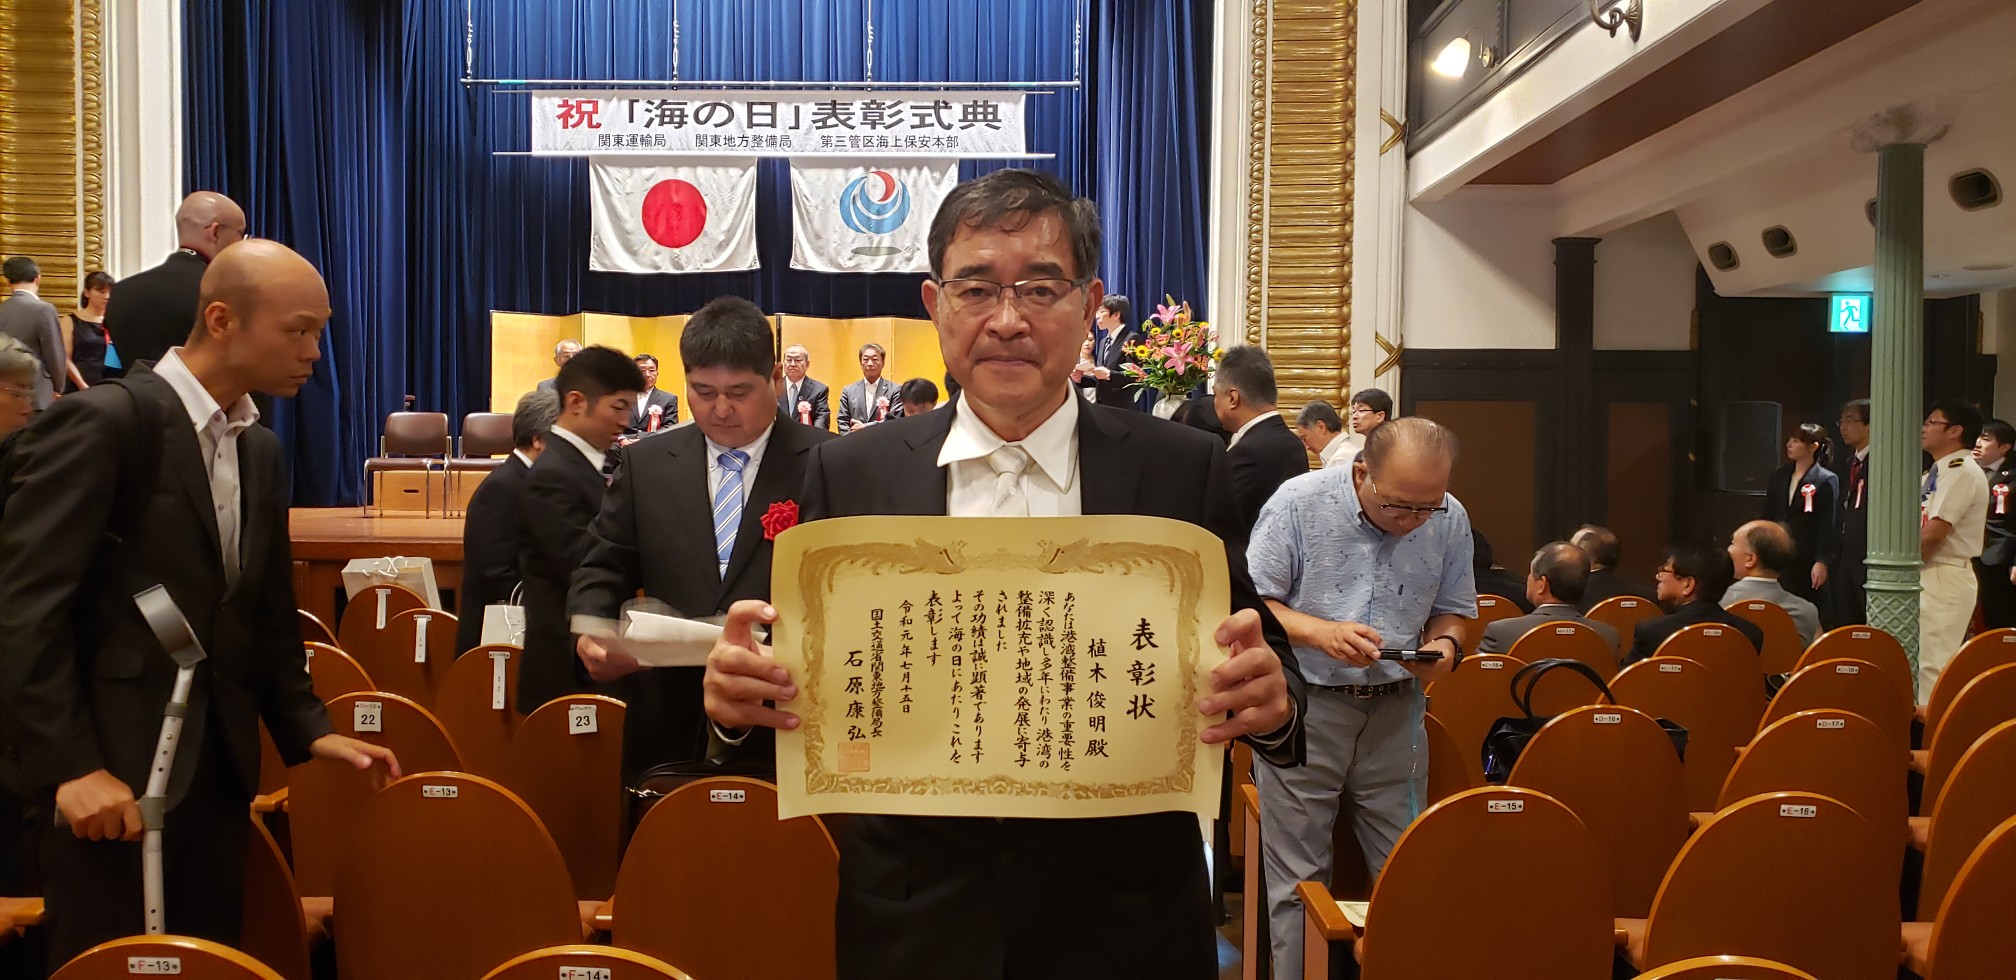 祝「海の日」表彰式典
関東運輸局 関東地方整備局 第三管区海上保安本部
表彰状
植木俊明殿
あなたは港湾整備事業の重要性を
深く認識し多年にわたり港湾の
整備拡充や地域の発展に寄与
されました
その功績は誠に顕著であります
よって海の日にあたりこれを
表彰します
令和元年七月十五日
国土交通省関東地方整備局長
石原康弘
22
23
E-13
E-14
E-15
E-16
F-13
F-14
D-16
D-17